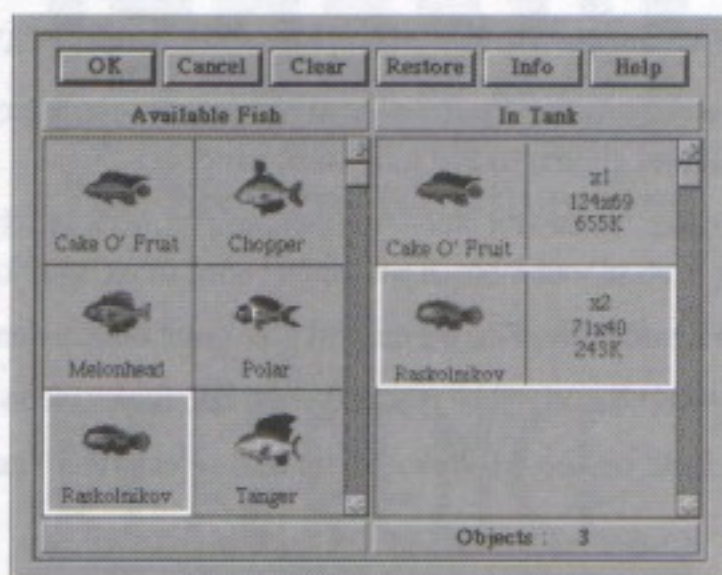 OK Cancel Clear Restore Info Help
Available Fish
In Tank
Cake O' Fruit
Chopper
Melonhead
Polar
Raskolnikov
Tanger
Cake O' Fruit
x1
124x69
655K
Raskolnikov
x2
71x40
243K
Objects : 3